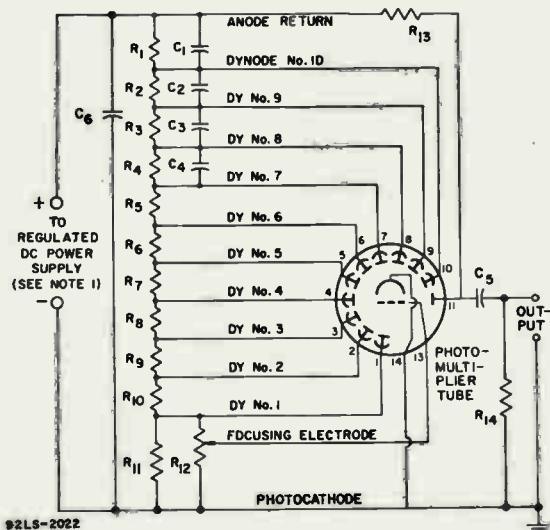 ANODE RETURN
R13
R1
C1
DYNODE No. 10
R2
C2
DY No. 9
C6
R3
C3
DY No. 8
R4
C4
DY No. 7
R5
+
TO
REGULATED
DC POWER
SUPPLY
(SEE NOTE 1)
-
DY No. 6
R6
DY No. 5
R7
DY No. 4
R8
DY No. 3
R9
DY No. 2
R10
DY No. 1
R11
R12
FOCUSING ELECTRODE
PHOTOCATHODE
1
2
3
4
5
6
7
8
9
10
11
13
14
C5
OUT-
PUT
PHOTO-
MULTI-
PLIER
TUBE
R14
92LS-2022